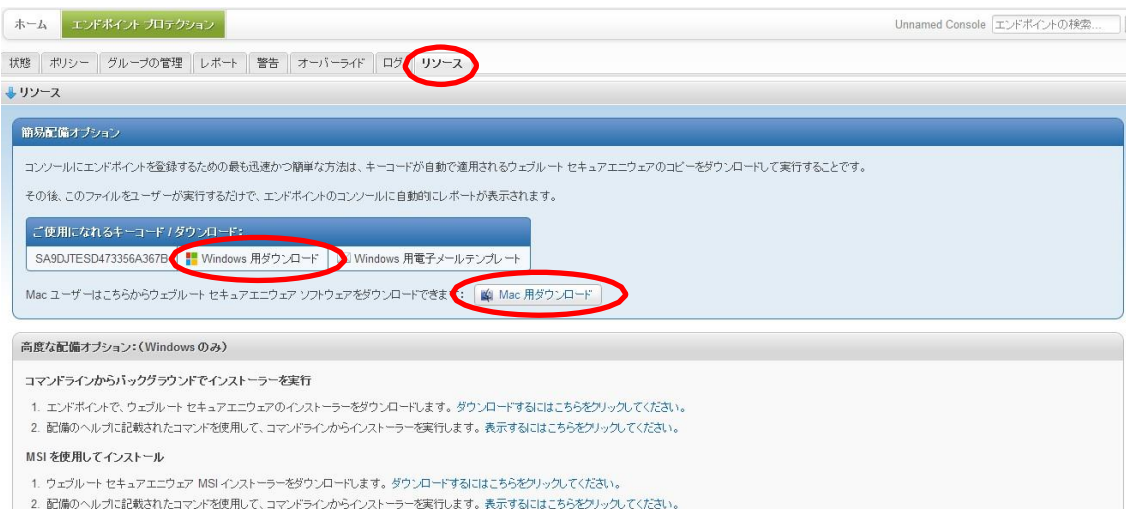 ホーム エンドポイント プロテクション Unnamed Console エンドポイントの検索...
状態 ポリシー グループの管理 レポート 警告 オーバーライド ログ リソース
リソース
簡易配備オプション
コンソールにエンドポイントを登録するための最も迅速かつ簡単な方法は、キーコードが自動で適用されるウェブルート セキュアエニウェアのコピーをダウンロードして実行することです。
その後、このファイルをユーザーが実行するだけで、エンドポイントのコンソールに自動的にレポートが表示されます。
ご使用になれるキーコード / ダウンロード:
SA9DJTESD473356A367B Windows 用ダウンロード Windows 用電子メールテンプレート
Mac ユーザーはこちらからウェブルート セキュアエニウェア ソフトウェアをダウンロードできます: Mac 用ダウンロード
高度な配備オプション:(Windows のみ)
コマンドラインからバックグラウンドでインストーラーを実行
1. エンドポイントで、ウェブルート セキュアエニウェアのインストーラーをダウンロードします。ダウンロードするにはこちらをクリックしてください。
2. 配備のヘルプに記載されたコマンドを使用して、コマンドラインからインストーラーを実行します。表示するにはこちらをクリックしてください。
MSI を使用してインストール
1. ウェブルート セキュアエニウェア MSI インストーラーをダウンロードします。ダウンロードするにはこちらをクリックしてください。
2. 配備のヘルプに記載されたコマンドを使用して、コマンドラインからインストーラーを実行します。表示するにはこちらをクリックしてください。